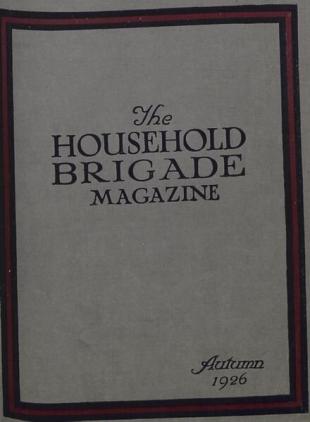 The
HOUSEHOLD
BRIGADE
MAGAZINE
Autumn
1926